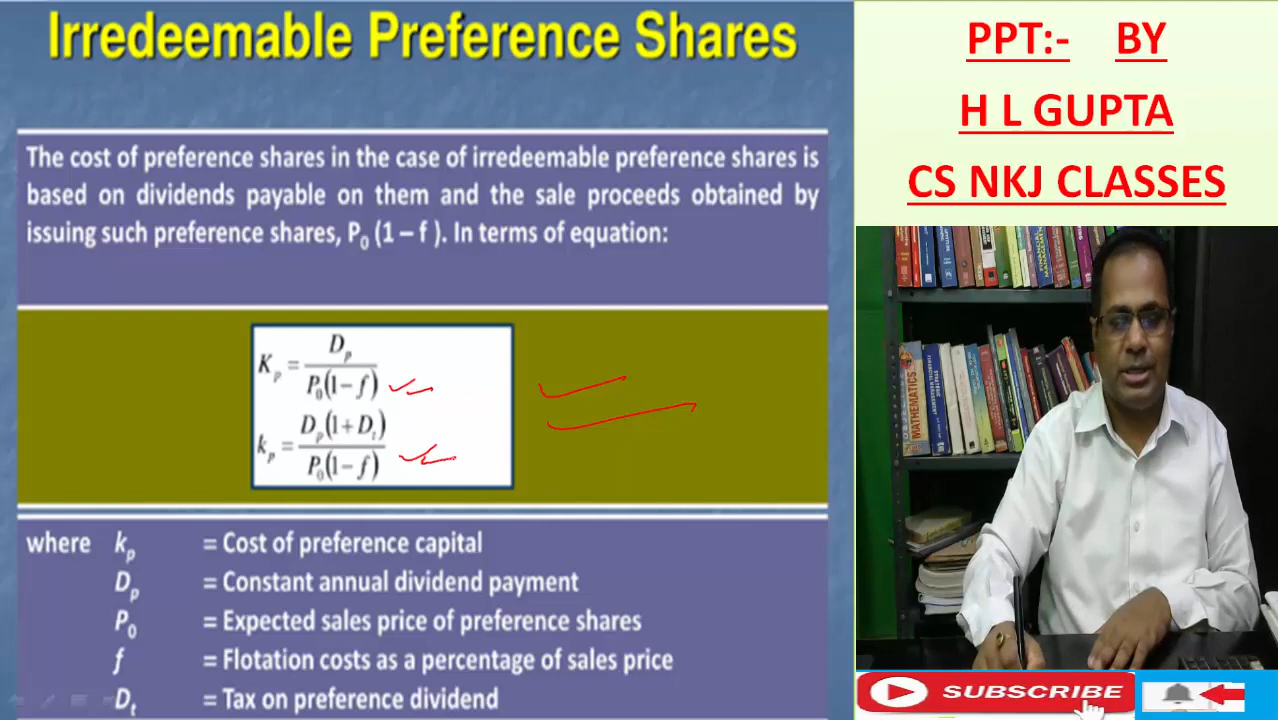 Irredeemable Preference Shares
The cost of preference shares in the case of irredeemable preference shares is
based on dividends payable on them and the sale proceeds obtained by
issuing such preference shares, P₀ (1 – f ). In terms of equation:
Kₚ = Dₚ / P₀(1 − f)
kₚ = Dₚ(1 + Dₜ) / P₀(1 − f)
where kₚ = Cost of preference capital
Dₚ = Constant annual dividend payment
P₀ = Expected sales price of preference shares
f = Flotation costs as a percentage of sales price
Dₜ = Tax on preference dividend
PPT:- BY
H L GUPTA
CS NKJ CLASSES
MATHEMATICS
SUBSCRIBE